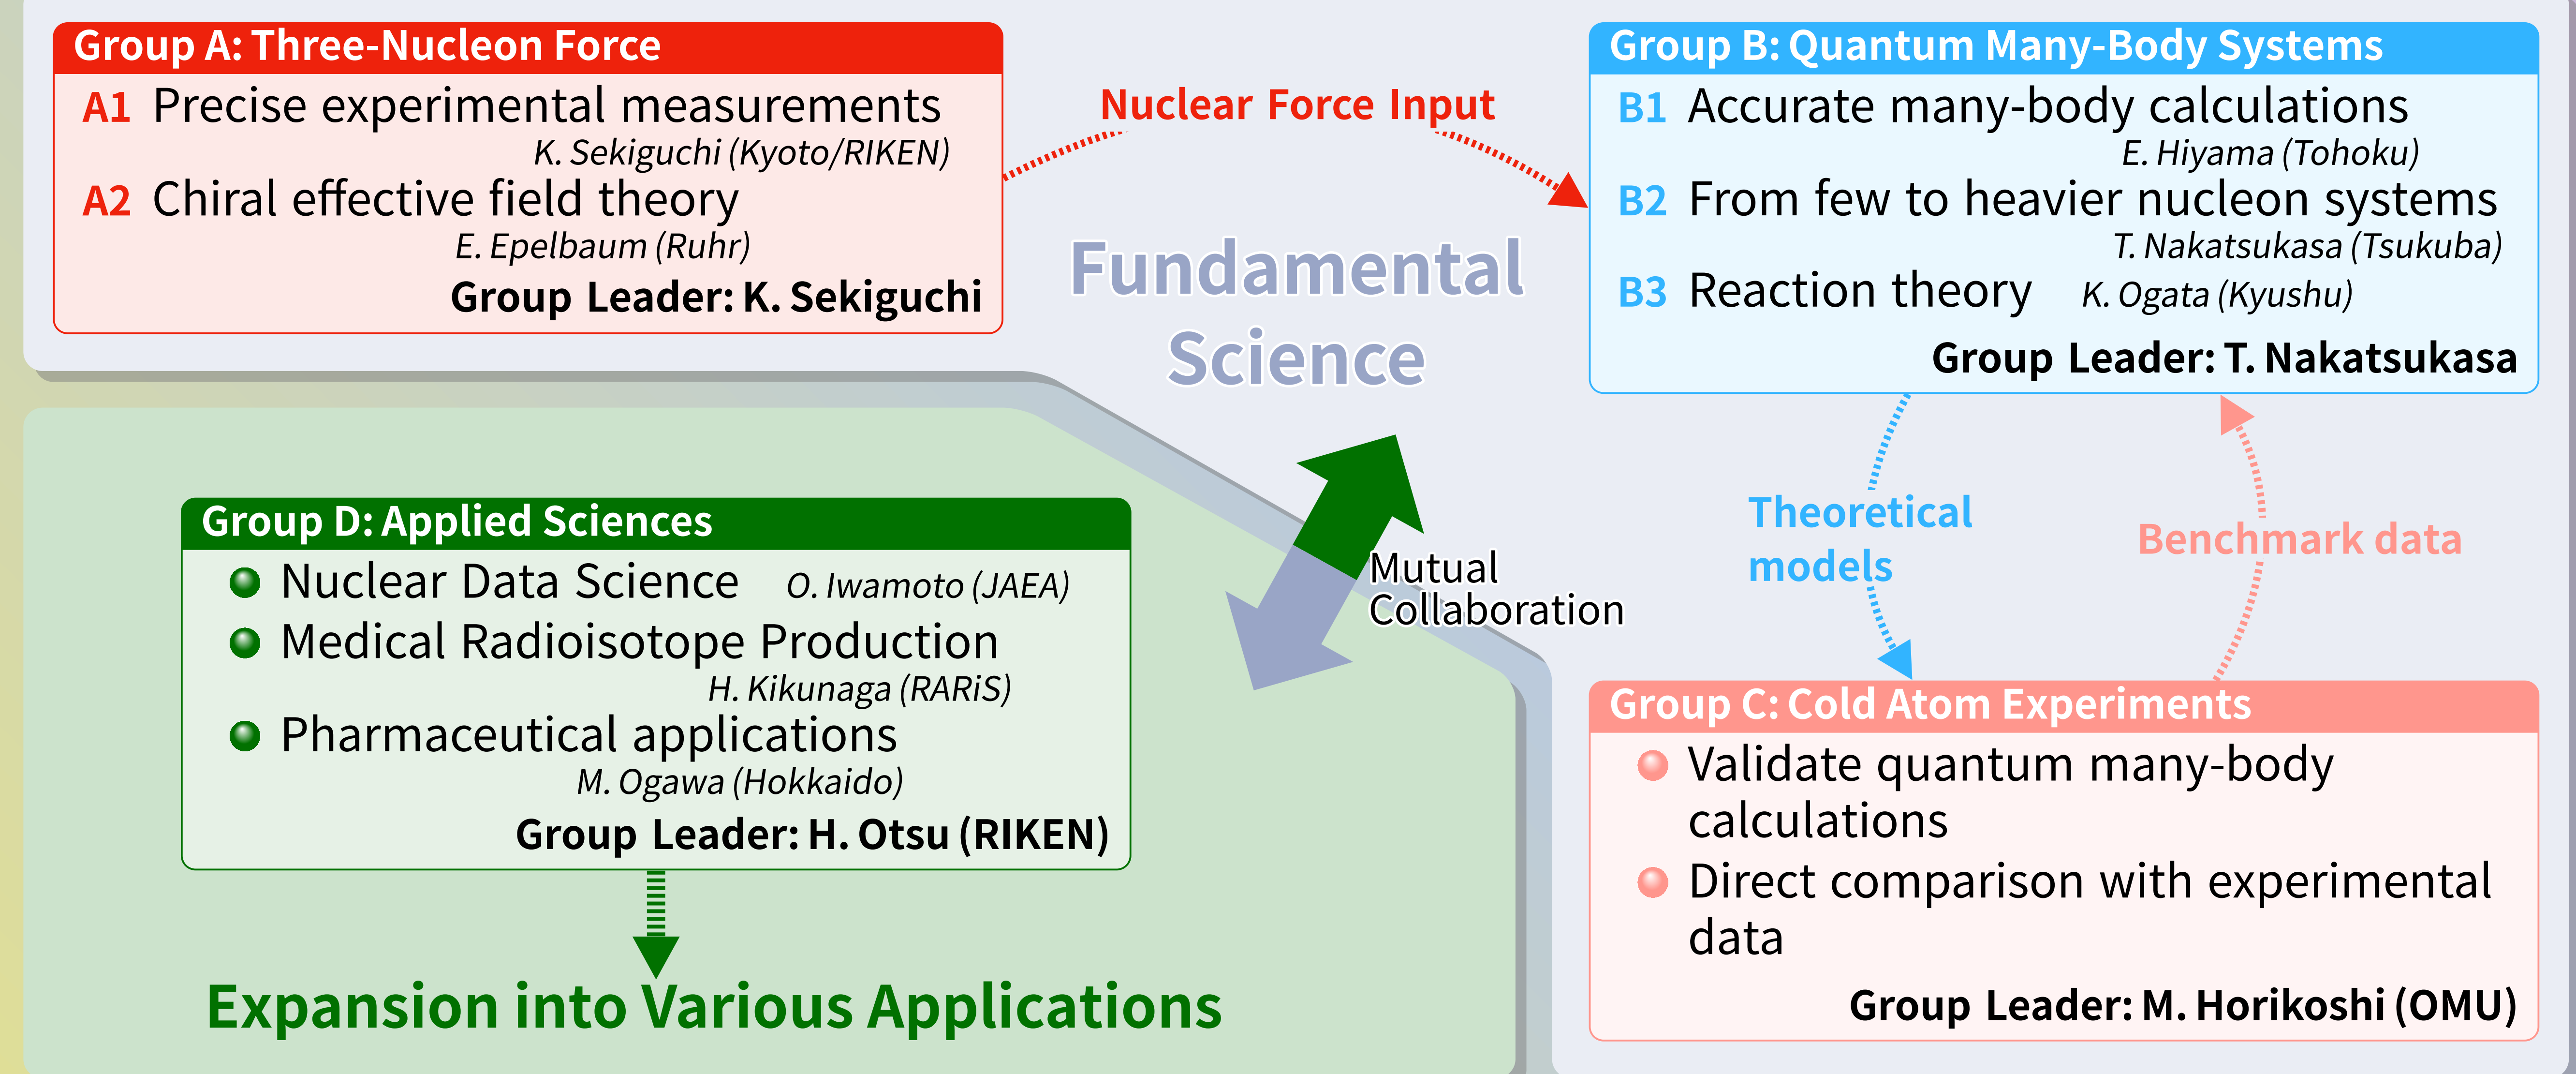 Group A: Three-Nucleon Force
A1 Precise experimental measurements
K. Sekiguchi (Kyoto/RIKEN)
A2 Chiral effective field theory
E. Epelbaum (Ruhr)
Group Leader: K. Sekiguchi
Nuclear Force Input
Group B: Quantum Many-Body Systems
B1 Accurate many-body calculations
E. Hiyama (Tohoku)
B2 From few to heavier nucleon systems
T. Nakatsukasa (Tsukuba)
B3 Reaction theory K. Ogata (Kyushu)
Group Leader: T. Nakatsukasa
Fundamental
Science
Theoretical
models
Benchmark data
Mutual
Collaboration
Group D: Applied Sciences
Nuclear Data Science O. Iwamoto (JAEA)
Medical Radioisotope Production
H. Kikunaga (RARiS)
Pharmaceutical applications
M. Ogawa (Hokkaido)
Group Leader: H. Otsu (RIKEN)
Expansion into Various Applications
Group C: Cold Atom Experiments
Validate quantum many-body
calculations
Direct comparison with experimental
data
Group Leader: M. Horikoshi (OMU)